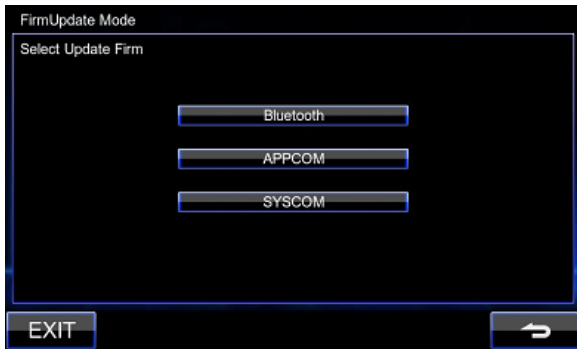 FirmUpdate Mode
Select Update Firm
Bluetooth
APPCOM
SYSCOM
EXIT